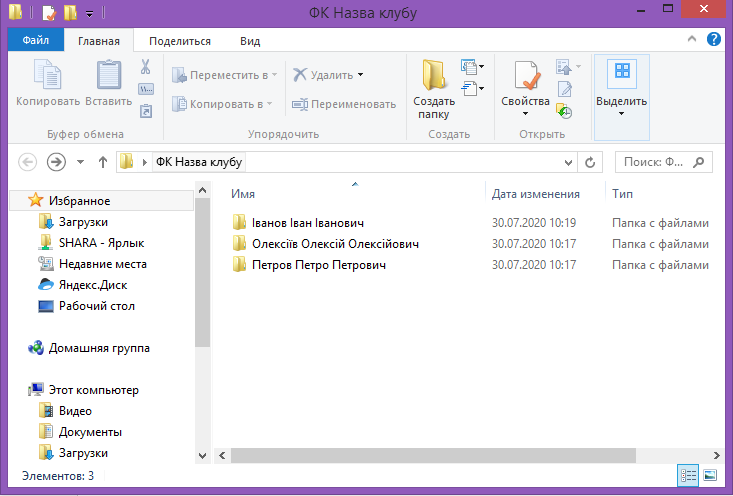 ФК Назва клубу
Файл Главная Поделиться Вид
Копировать Вставить Переместить в Копировать в Удалить Переименовать Создать папку Свойства Выделить
Буфер обмена Упорядочить Создать Открыть
ФК Назва клубу Поиск: Ф...
Имя Дата изменения Тип
Іванов Іван Іванович 30.07.2020 10:19 Папка с файлами
Олексіїв Олексій Олексійович 30.07.2020 10:17 Папка с файлами
Петров Петро Петрович 30.07.2020 10:17 Папка с файлами
Избранное
Загрузки
SHARA - Ярлык
Недавние места
Яндекс.Диск
Рабочий стол
Домашняя группа
Этот компьютер
Видео
Документы
Загрузки
Элементов: 3